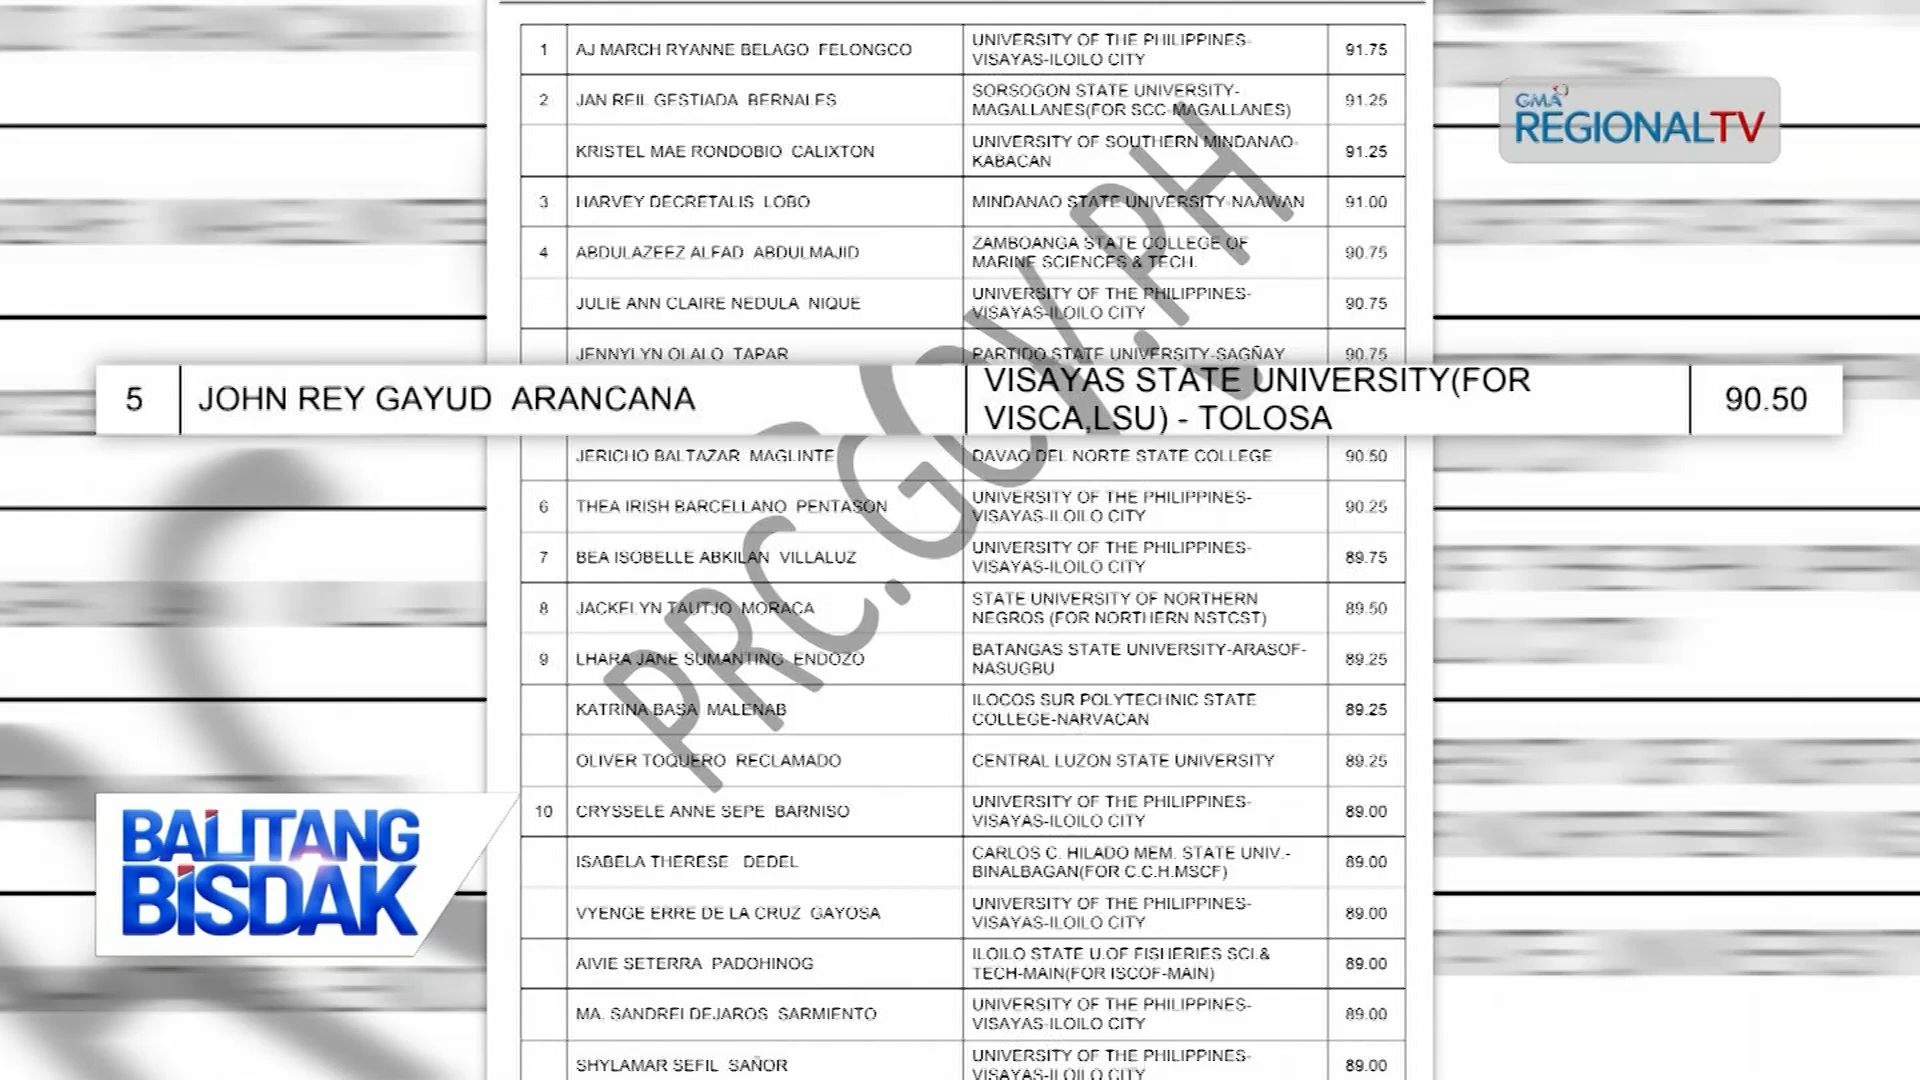 1 AJ MARCH RYANNE BELAGO FELONGCO UNIVERSITY OF THE PHILIPPINES- 91.75
VISAYAS-ILOILO CITY
2 JAN REIL GESTIADA BERNALES SORSOGON STATE UNIVERSITY- 91.25
MAGALLANES(FOR SCC-MAGALLANES)
KRISTEL MAE RONDOBIO CALIXTON UNIVERSITY OF SOUTHERN MINDANAO- 91.25
KABACAN
3 HARVEY DECRETALIS LOBO MINDANAO STATE UNIVERSITY-NAAWAN 91.00
4 ABDULAZEEZ ALFAD ABDULMAJID ZAMBOANGA STATE COLLEGE OF 90.75
MARINE SCIENCES & TECH.
JULIE ANN CLAIRE NEDULA NIQUE UNIVERSITY OF THE PHILIPPINES- 90.75
VISAYAS-ILOILO CITY
JENNYLYN OLALO TAPAR PARTIDO STATE UNIVERSITY-SAGÑAY 90.75
5 JOHN REY GAYUD ARANCANA VISAYAS STATE UNIVERSITY(FOR 90.50
VISCA,LSU) - TOLOSA
JERICHO BALTAZAR MAGLINTE DAVAO DEL NORTE STATE COLLEGE 90.50
6 THEA IRISH BARCELLANO PENTASON UNIVERSITY OF THE PHILIPPINES- 90.25
VISAYAS-ILOILO CITY
7 BEA ISOBELLE ABKILAN VILLALUZ UNIVERSITY OF THE PHILIPPINES- 89.75
VISAYAS-ILOILO CITY
8 JACKELYN TAUTJO MORACA STATE UNIVERSITY OF NORTHERN 89.50
NEGROS (FOR NORTHERN NSTCST)
9 LHARA JANE SUMANTING ENDOZO BATANGAS STATE UNIVERSITY-ARASOF- 89.25
NASUGBU
KATRINA BASA MALENAB ILOCOS SUR POLYTECHNIC STATE 89.25
COLLEGE-NARVACAN
OLIVER TOQUERO RECLAMADO CENTRAL LUZON STATE UNIVERSITY 89.25
10 CRYSSELE ANNE SEPE BARNISO UNIVERSITY OF THE PHILIPPINES- 89.00
VISAYAS-ILOILO CITY
ISABELA THERESE DEDEL CARLOS C. HILADO MEM. STATE UNIV.- 89.00
BINALBAGAN(FOR C.C.H.MSCF)
VYENGE ERRE DE LA CRUZ GAYOSA UNIVERSITY OF THE PHILIPPINES- 89.00
VISAYAS-ILOILO CITY
AIVIE SETERRA PADOHINOG ILOILO STATE U.OF FISHERIES SCI.& 89.00
TECH-MAIN(FOR ISCOF-MAIN)
MA. SANDREI DEJAROS SARMIENTO UNIVERSITY OF THE PHILIPPINES- 89.00
VISAYAS-ILOILO CITY
SHYLAMAR SEFIL SAÑOR UNIVERSITY OF THE PHILIPPINES- 89.00
VISAYAS-ILOILO CITY
PRC.GOV.PH
GMA
REGIONALTV
BALITANG
BISDAK